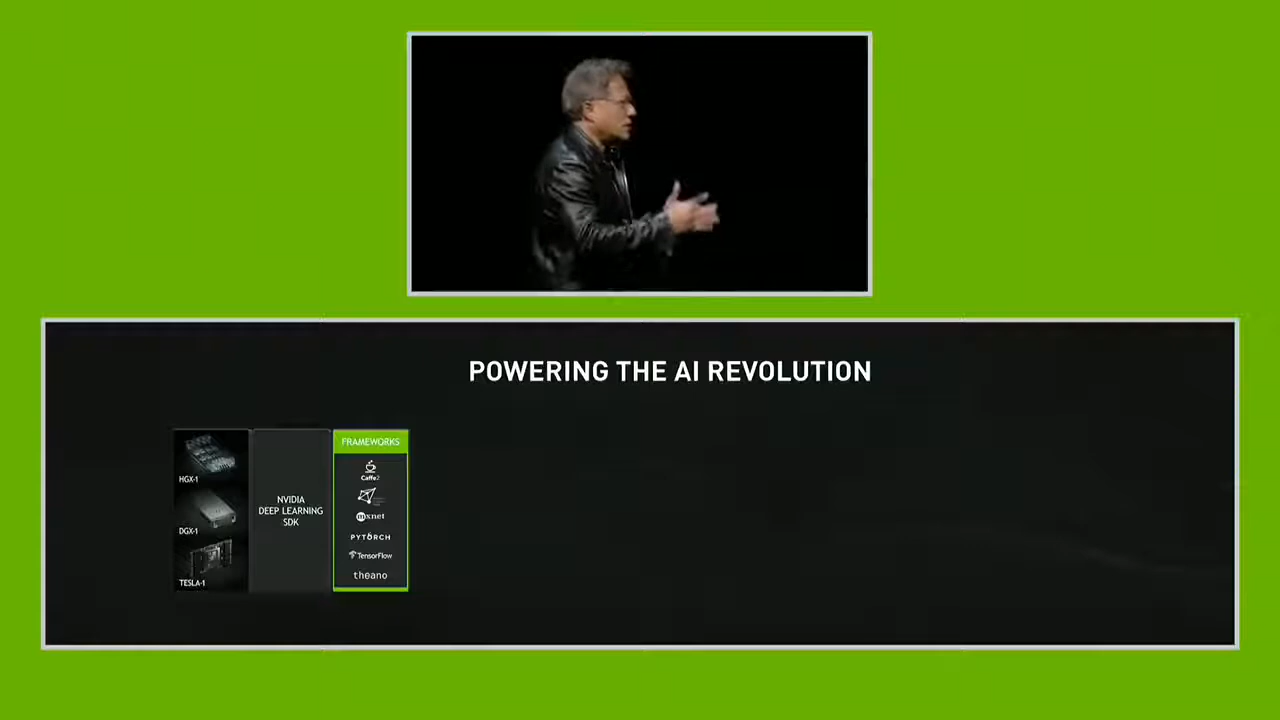 POWERING THE AI REVOLUTION
HGX-1
DGX-1
TESLA-1
NVIDIA
DEEP LEARNING
SDK
FRAMEWORKS
Caffe2
mxnet
PYTORCH
TensorFlow
theano